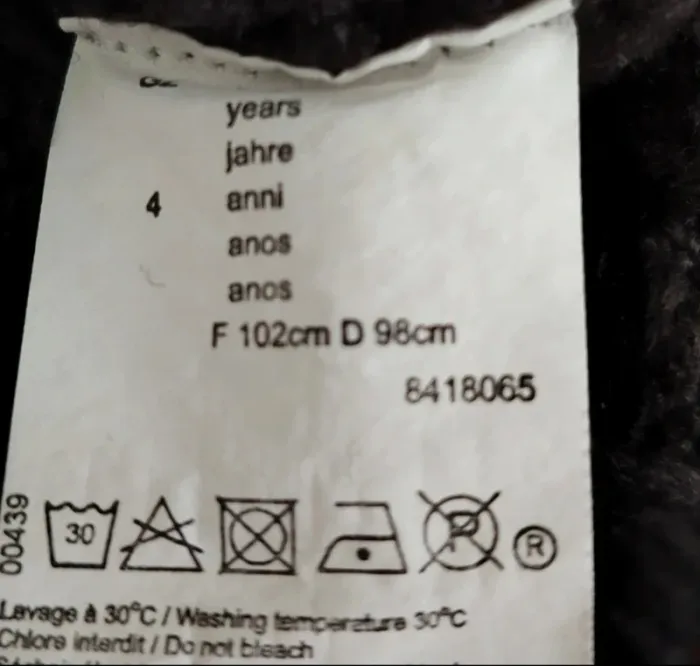 years
jahre
4 anni
anos
anos
F 102cm D 98cm
8418065
00439
30
P
R
Lavage à 30°C / Washing temperature 30°C
Chlore interdit / Do not bleach